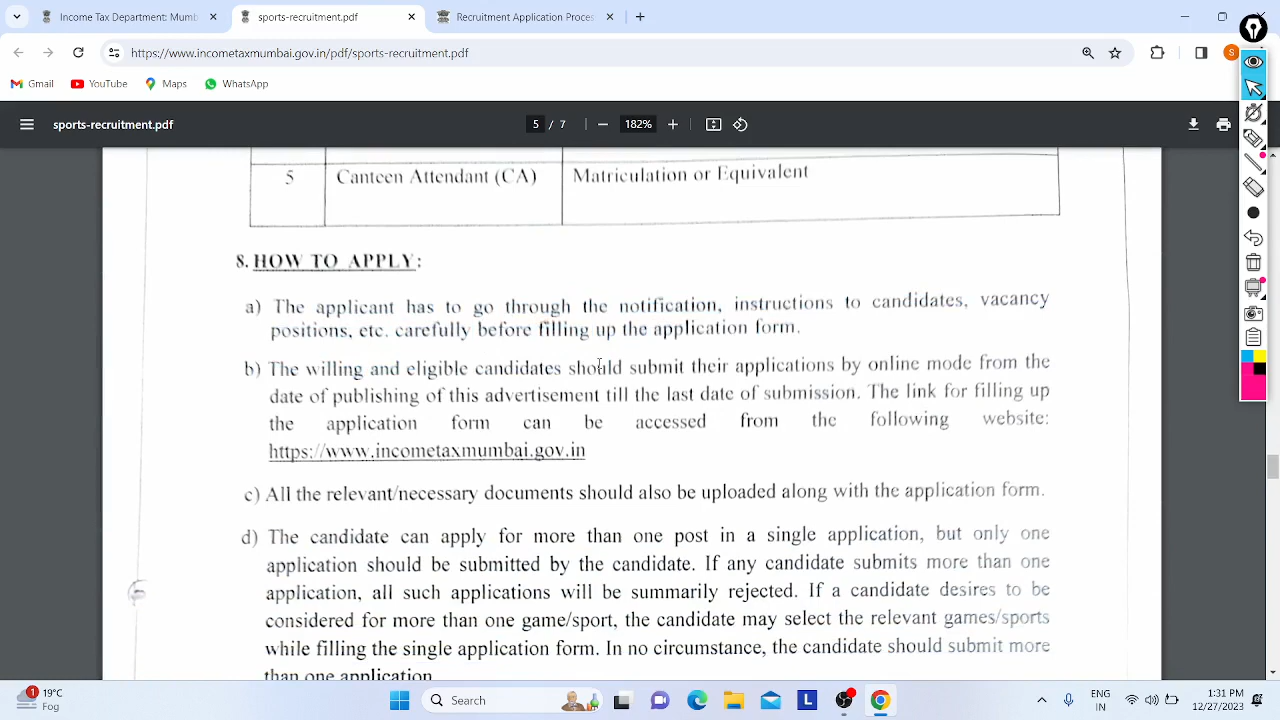 Income Tax Department: Mumb
sports-recruitment.pdf
Recruitment Application Proces
https://www.incometaxmumbai.gov.in/pdf/sports-recruitment.pdf
S
Gmail
YouTube
Maps
WhatsApp
sports-recruitment.pdf
5 / 7
182%
5 Canteen Attendant (CA) Matriculation or Equivalent
8. HOW TO APPLY:
a) The applicant has to go through the notification, instructions to candidates, vacancy
positions, etc. carefully before filling up the application form.
b) The willing and eligible candidates should submit their applications by online mode from the
date of publishing of this advertisement till the last date of submission. The link for filling up
the application form can be accessed from the following website:
https://www.incometaxmumbai.gov.in
c) All the relevant/necessary documents should also be uploaded along with the application form.
d) The candidate can apply for more than one post in a single application, but only one
application should be submitted by the candidate. If any candidate submits more than one
application, all such applications will be summarily rejected. If a candidate desires to be
considered for more than one game/sport, the candidate may select the relevant games/sports
while filling the single application form. In no circumstance, the candidate should submit more
than one application.
1
19°C
Fog
Search
L
ENG
IN
1:31 PM
12/27/2023